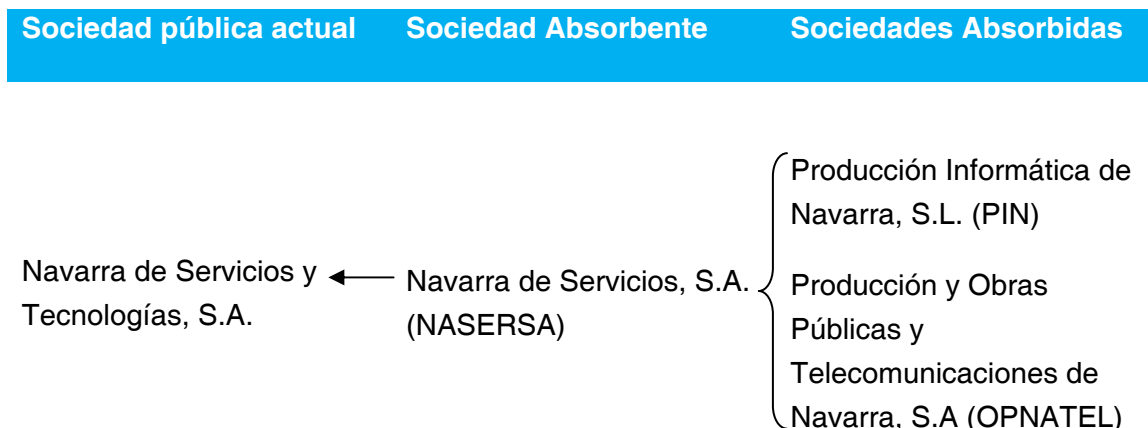 Sociedad pública actual Sociedad Absorbente Sociedades Absorbidas
Navarra de Servicios y
Tecnologías, S.A.
Navarra de Servicios, S.A.
(NASERSA)
Producción Informática de
Navarra, S.L. (PIN)
Producción y Obras
Públicas y
Telecomunicaciones de
Navarra, S.A (OPNATEL)